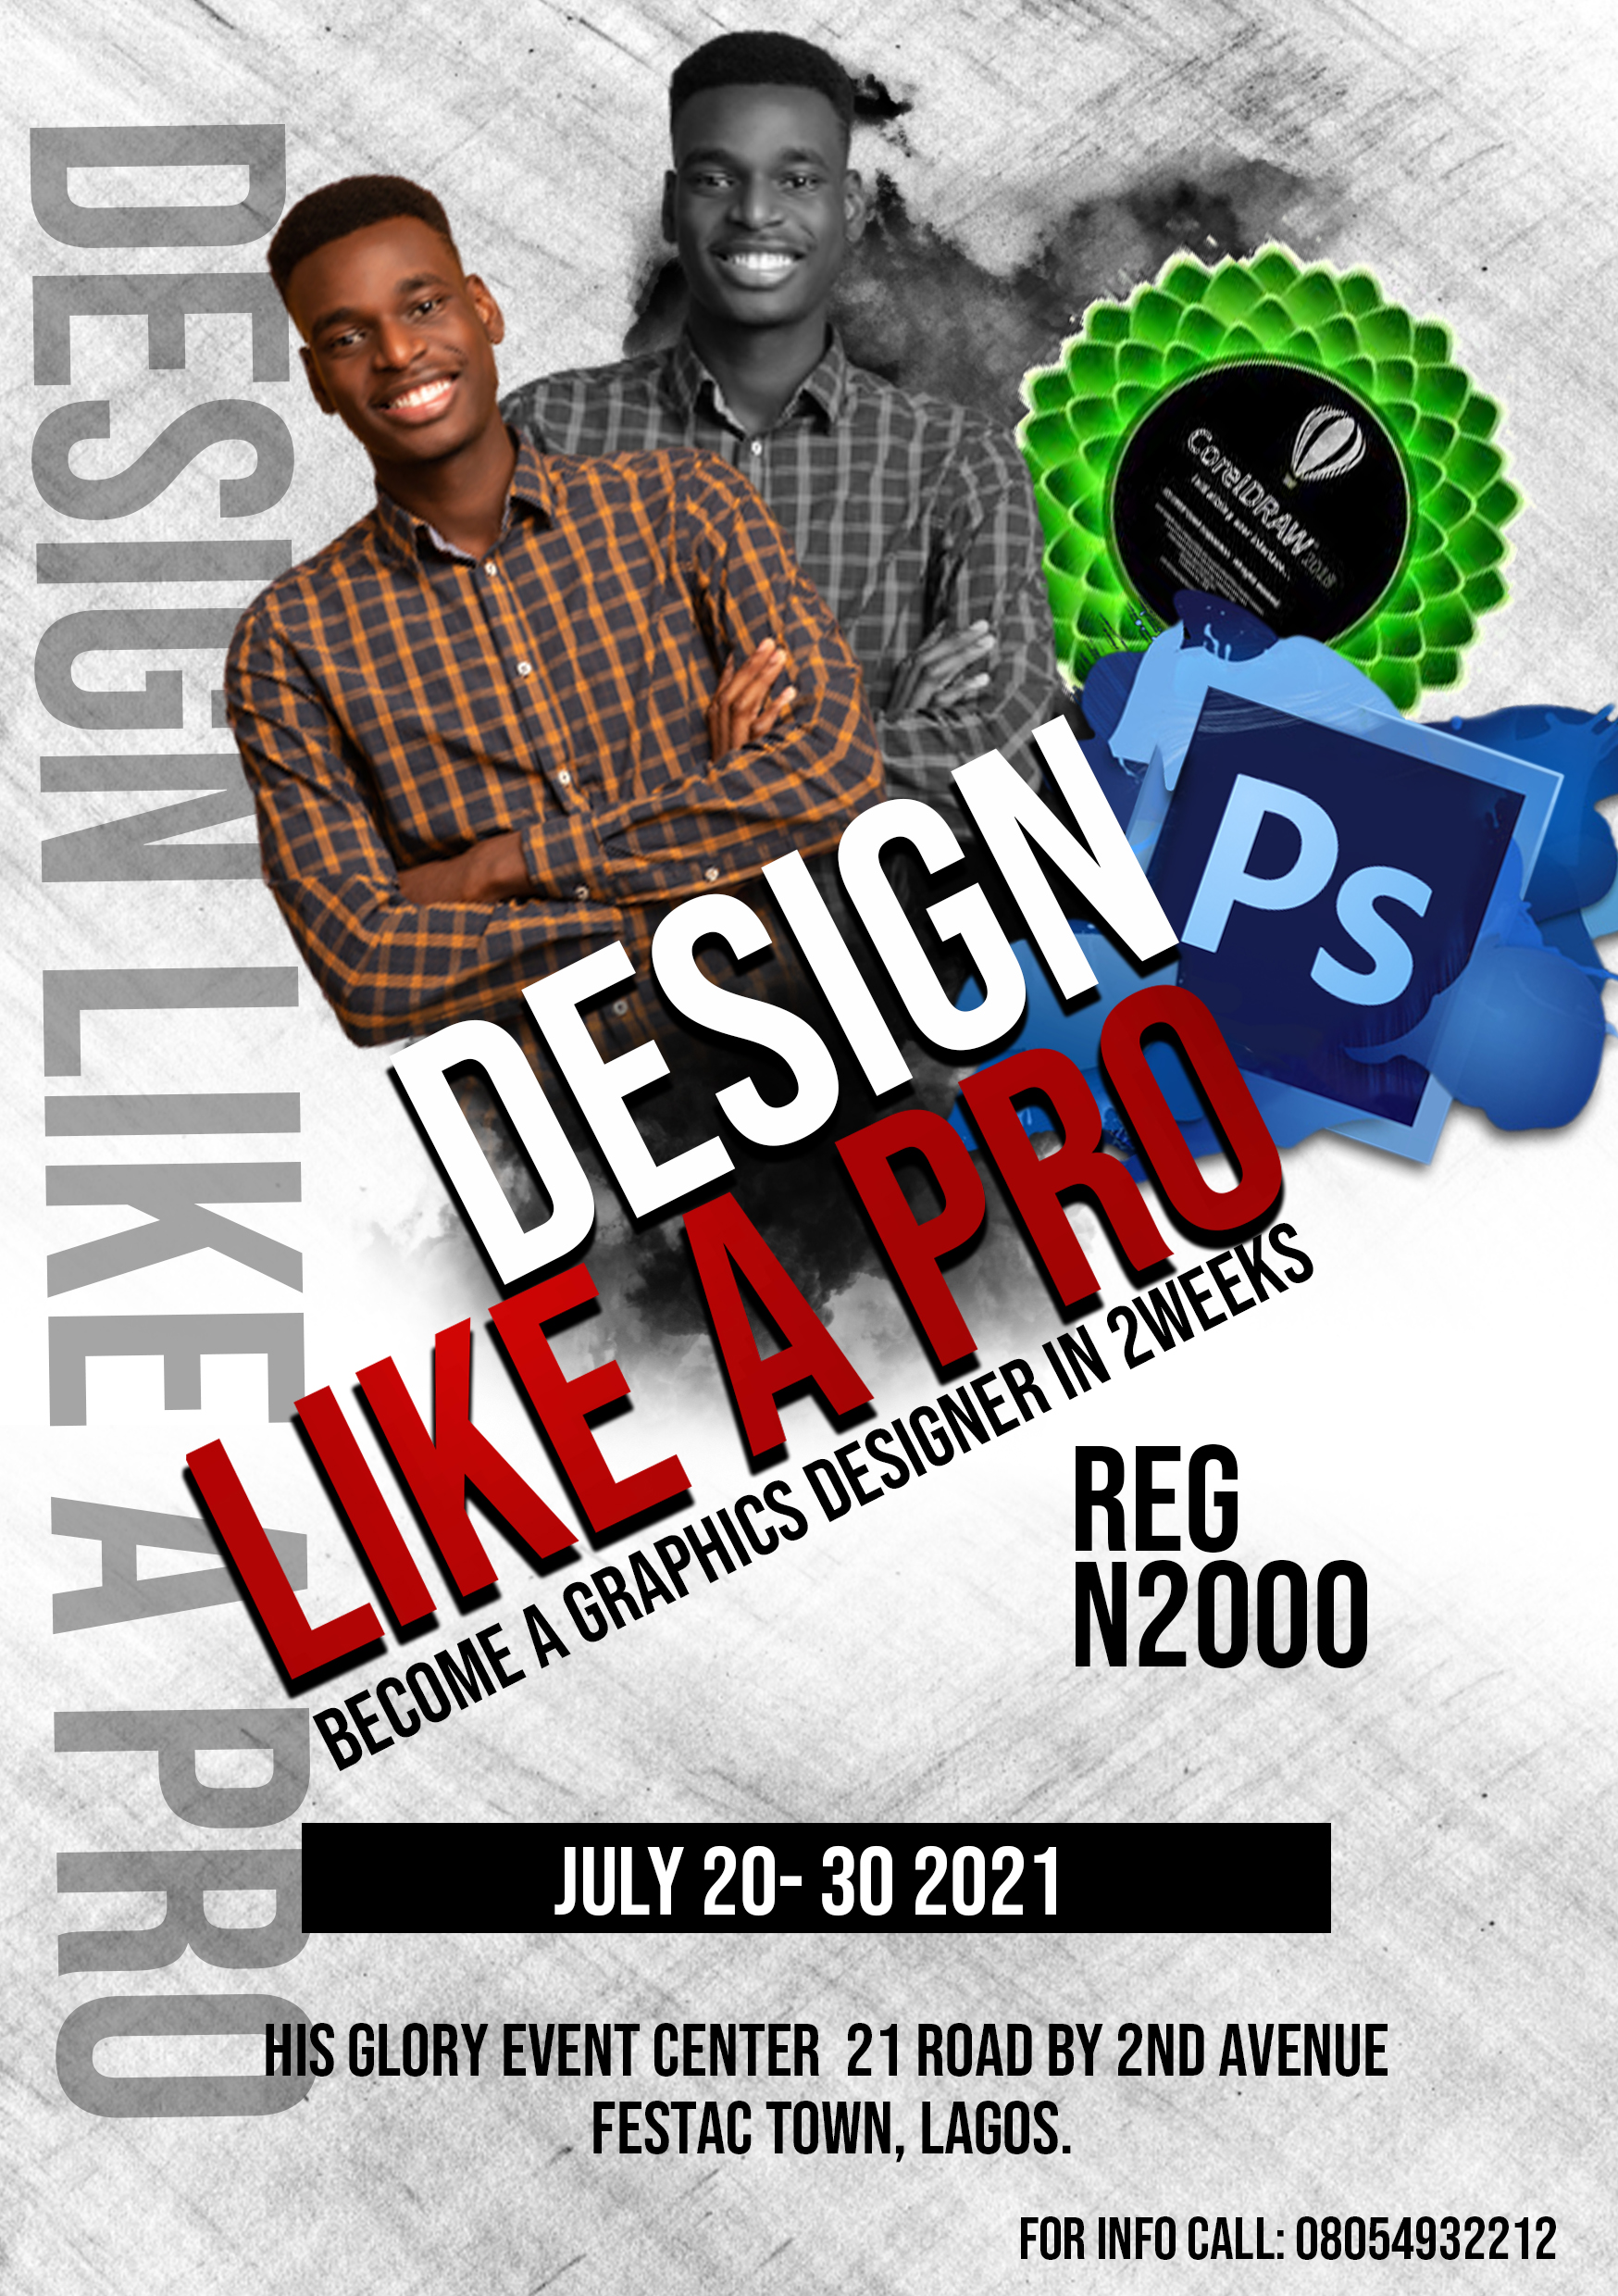 DESIGN LIKE A PRO
CorelDRAW 2018
Ps
DESIGN
LIKE A PRO
BECOME A GRAPHICS DESIGNER IN 2WEEKS
REG
N2000
JULY 20- 30 2021
HIS GLORY EVENT CENTER 21 ROAD BY 2ND AVENUE
FESTAC TOWN, LAGOS.
FOR INFO CALL: 08054932212